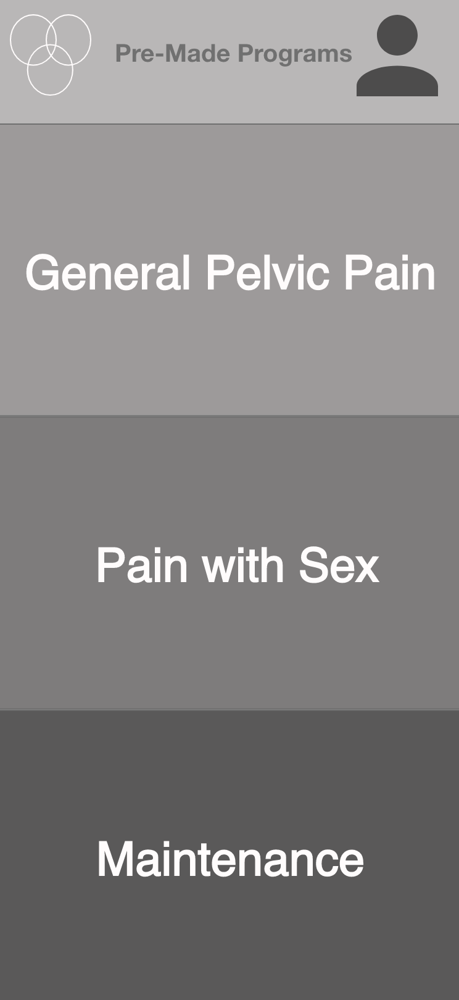 Pre-Made Programs
General Pelvic Pain
Pain with Sex
Maintenance